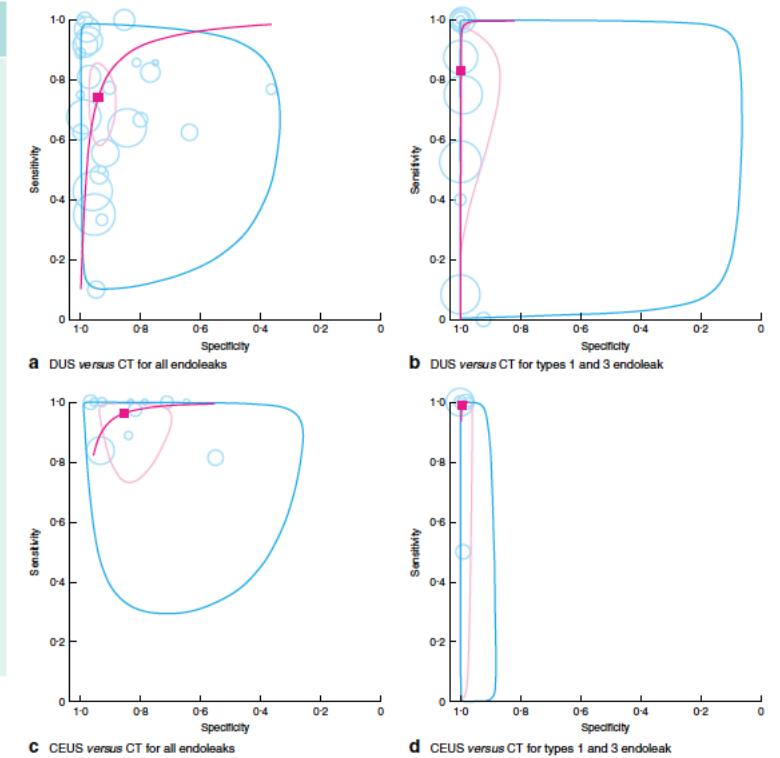 1·0
0·8
0·6
0·4
0·2
0
Sensitivity
1·0 0·8 0·6 0·4 0·2 0
Specificity
a DUS versus CT for all endoleaks
1·0
0·8
0·6
0·4
0·2
0
Sensitivity
1·0 0·8 0·6 0·4 0·2 0
Specificity
b DUS versus CT for types 1 and 3 endoleak
1·0
0·8
0·6
0·4
0·2
0
Sensitivity
1·0 0·8 0·6 0·4 0·2 0
Specificity
c CEUS versus CT for all endoleaks
1·0
0·8
0·6
0·4
0·2
0
Sensitivity
1·0 0·8 0·6 0·4 0·2 0
Specificity
d CEUS versus CT for types 1 and 3 endoleak